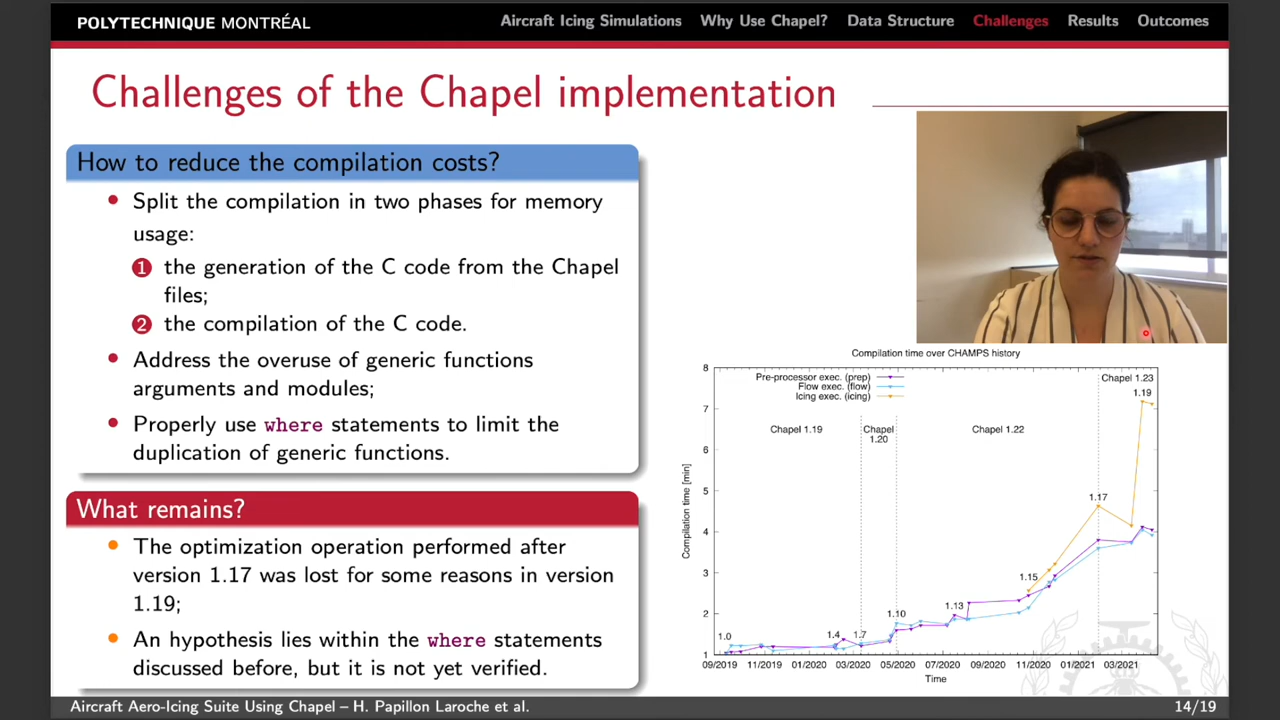 POLYTECHNIQUE MONTRÉAL
Aircraft Icing Simulations Why Use Chapel? Data Structure Challenges Results Outcomes
Challenges of the Chapel implementation
How to reduce the compilation costs?
Split the compilation in two phases for memory
usage:
1 the generation of the C code from the Chapel
files;
2 the compilation of the C code.
Address the overuse of generic functions
arguments and modules;
Properly use where statements to limit the
duplication of generic functions.
What remains?
The optimization operation performed after
version 1.17 was lost for some reasons in version
1.19;
An hypothesis lies within the where statements
discussed before, but it is not yet verified.
Compilation time over CHAMPS history
Pre-processor exec. (prep)
Flow exec. (flow)
Icing exec. (icing)
Chapel 1.19
Chapel
1.20
Chapel 1.22
Chapel 1.23
1.0
1.4
1.7
1.10
1.13
1.15
1.17
1.19
Compilation time [min]
8
7
6
5
4
3
2
1
09/2019 11/2019 01/2020 03/2020 05/2020 07/2020 09/2020 11/2020 01/2021 03/2021
Time
Aircraft Aero-Icing Suite Using Chapel – H. Papillon Laroche et al.
14/19